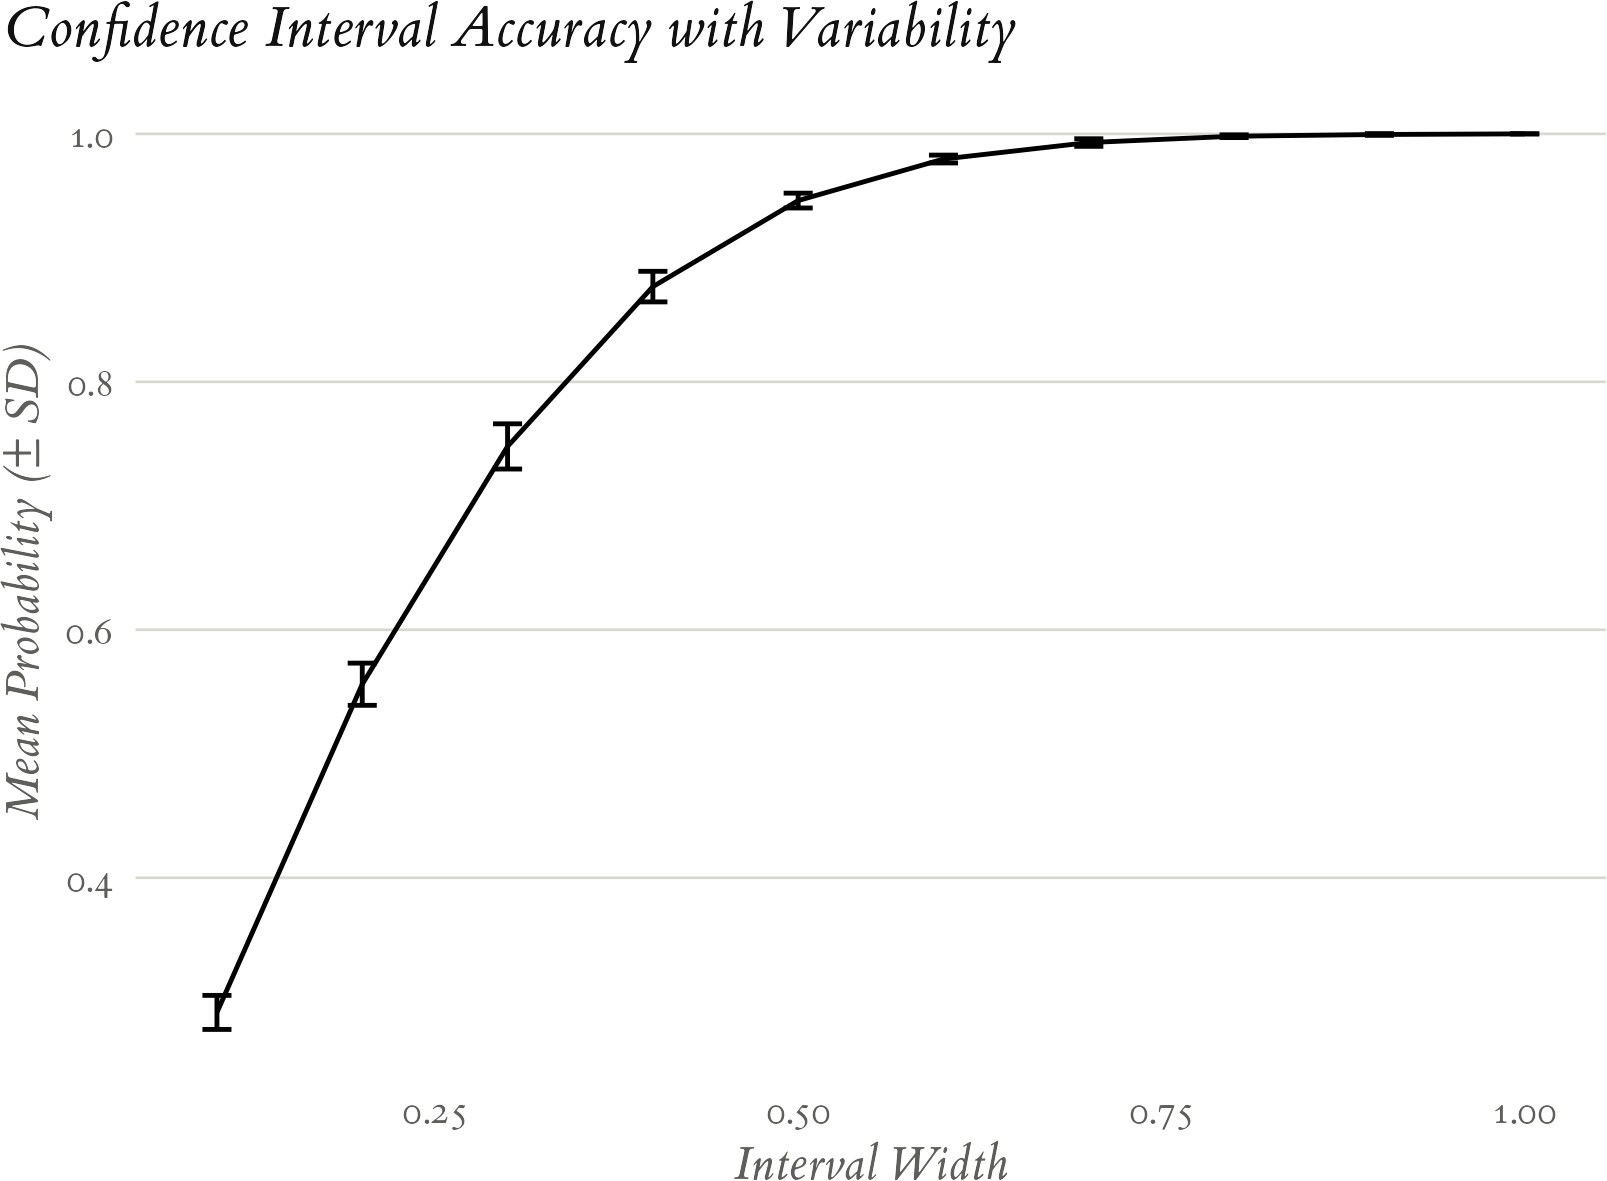 Confidence Interval Accuracy with Variability
Mean Probability (± SD)
1.0
0.8
0.6
0.4
0.25 0.50 0.75 1.00
Interval Width